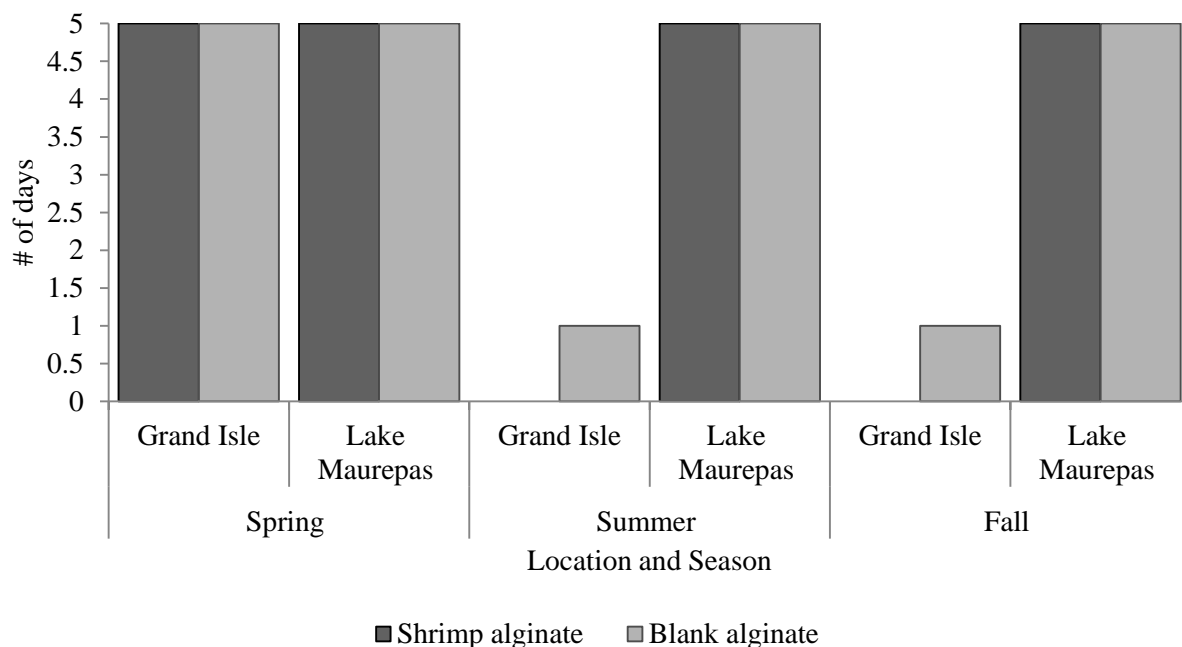 5
4.5
4
3.5
3
2.5
2
1.5
1
0.5
0
# of days
Grand Isle
Lake
Maurepas
Grand Isle
Lake
Maurepas
Grand Isle
Lake
Maurepas
Spring
Summer
Fall
Location and Season
Shrimp alginate
Blank alginate